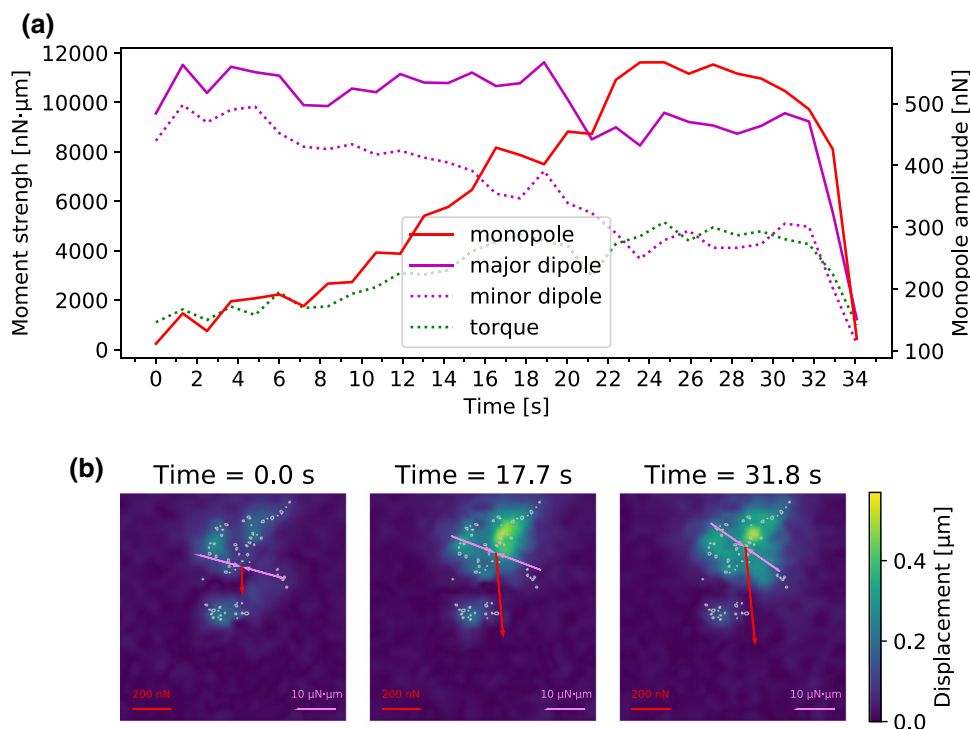 (a)
12000
10000
8000
6000
4000
2000
0
Moment strengh [nN·µm]
500
400
300
200
100
Monopole amplitude [nN]
monopole
major dipole
minor dipole
torque
0 2 4 6 8 10 12 14 16 18 20 22 24 26 28 30 32 34
Time [s]
(b)
Time = 0.0 s
Time = 17.7 s
Time = 31.8 s
200 nN 10 µN·µm
200 nN 10 µN·µm
200 nN 10 µN·µm
0.4
0.2
0.0
Displacement [µm]